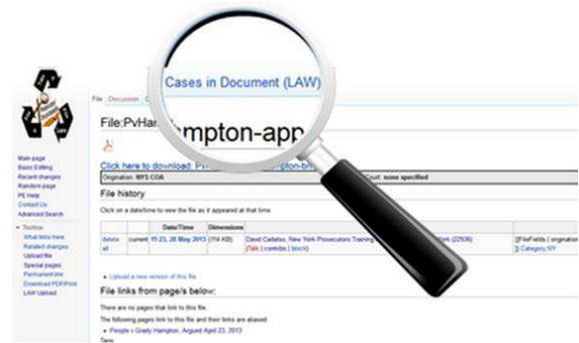 Cases in Document (LAW)
File Discussion
File:PvHa mpton-app
Click here to download: Pv
Origination: NYS COA Court: none specified
File history
Click on a date/time to view the file as it appeared at that time.
Date/Time Dimensions
delete current 11:23, 28 May 2013 (114 KB) David Cadalso, New York Prosecutors Training
all (Talk | contribs | block) ]] Category:NY
Upload a new version of this file
File links from page/s below:
There are no pages that link to this file.
The following pages link to this file and their links are aliased
People v Grady Hampton, Argued April 23, 2013
Main page
Basic Editing
Recent changes
Random page
PE Help
Contact Us
Advanced Search
Toolbox
What links here
Related changes
Upload file
Special pages
Permanent link
Download PDF/Print
LAW Upload